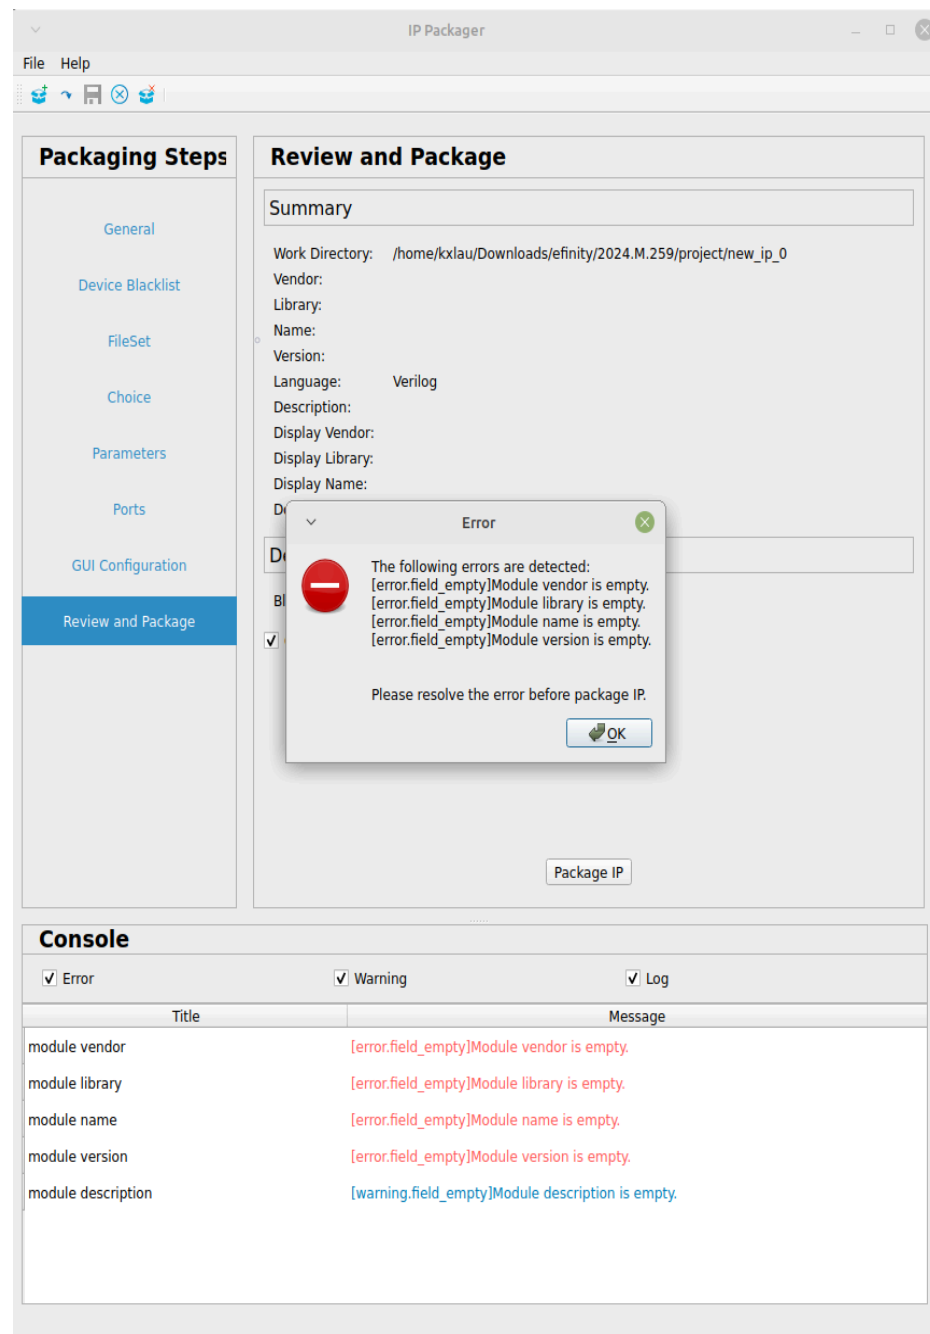 IP Packager
File Help
Packaging Steps
General
Device Blacklist
FileSet
Choice
Parameters
Ports
GUI Configuration
Review and Package
Review and Package
Summary
Work Directory: /home/kxlau/Downloads/efinity/2024.M.259/project/new_ip_0
Vendor:
Library:
Name:
Version:
Language: Verilog
Description:
Display Vendor:
Display Library:
Display Name:
Error
The following errors are detected:
[error.field_empty]Module vendor is empty.
[error.field_empty]Module library is empty.
[error.field_empty]Module name is empty.
[error.field_empty]Module version is empty.
Please resolve the error before package IP.
OK
Package IP
Console
Error Warning Log
Title Message
module vendor [error.field_empty]Module vendor is empty.
module library [error.field_empty]Module library is empty.
module name [error.field_empty]Module name is empty.
module version [error.field_empty]Module version is empty.
module description [warning.field_empty]Module description is empty.